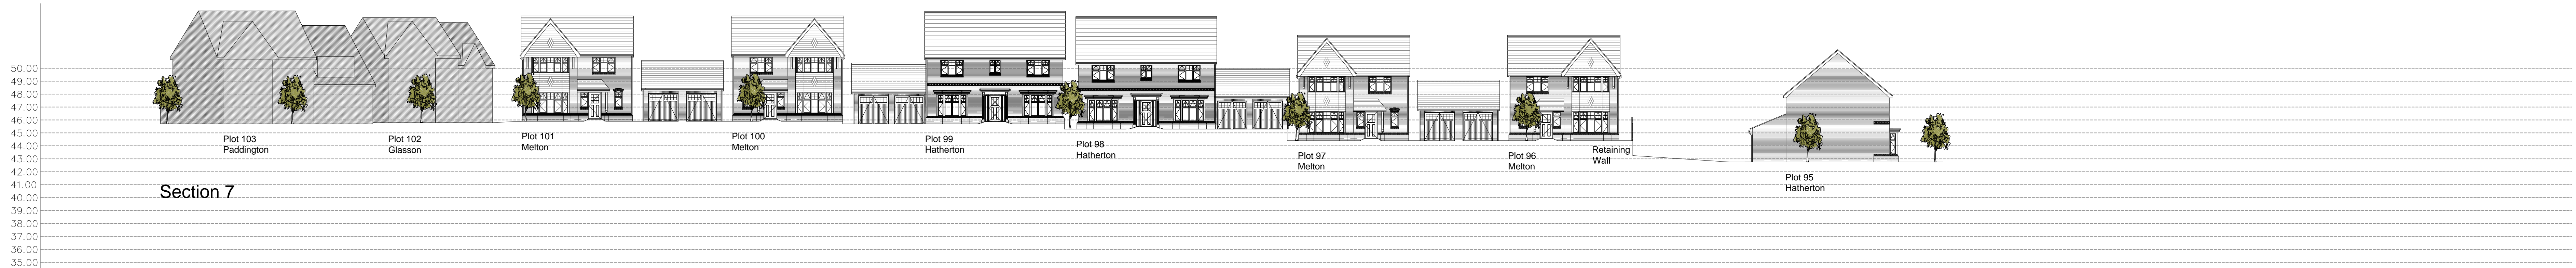 50.00
49.00
48.00
47.00
46.00
45.00
44.00
43.00
42.00
41.00
40.00
39.00
38.00
37.00
36.00
35.00
Plot 103
Paddington
Plot 102
Glasson
Plot 101
Melton
Plot 100
Melton
Plot 99
Hatherton
Plot 98
Hatherton
Plot 97
Melton
Plot 96
Melton
Retaining
Wall
Plot 95
Hatherton
Section 7